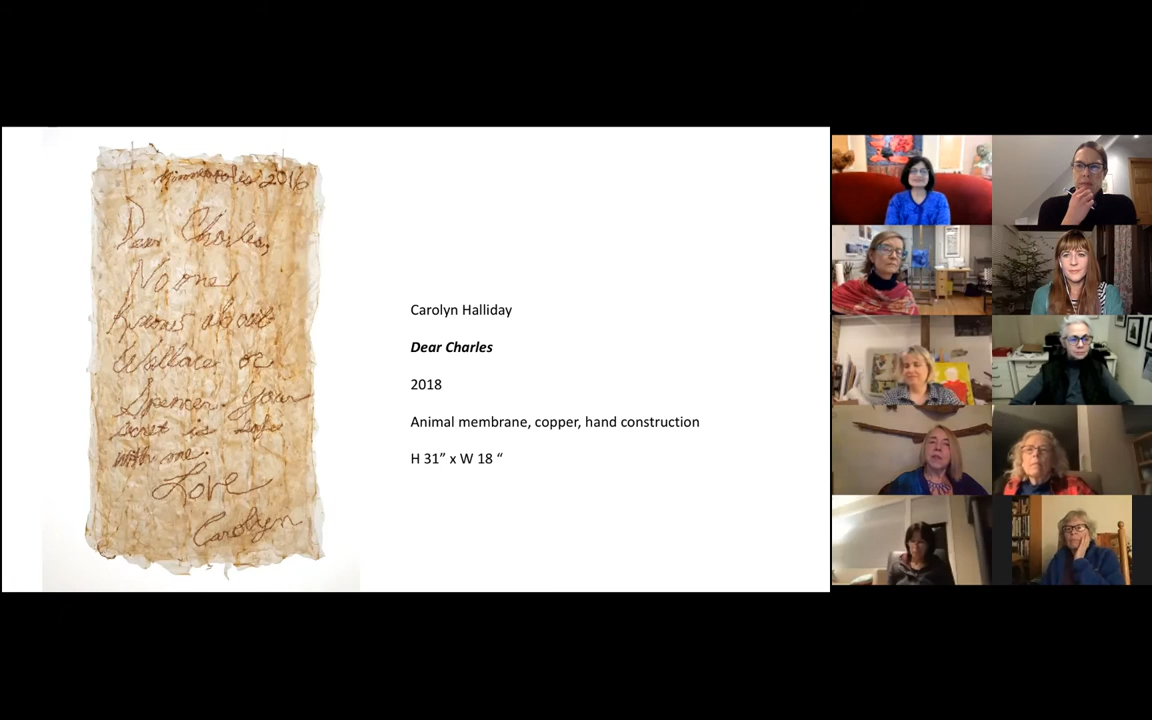 Minneapolis 2016
Dear Charles,
No one
Knows about
Wallace or
Spencer. Your
secret is safe
with me.
Love
Carolyn
Carolyn Halliday
Dear Charles
2018
Animal membrane, copper, hand construction
H 31” x W 18 “